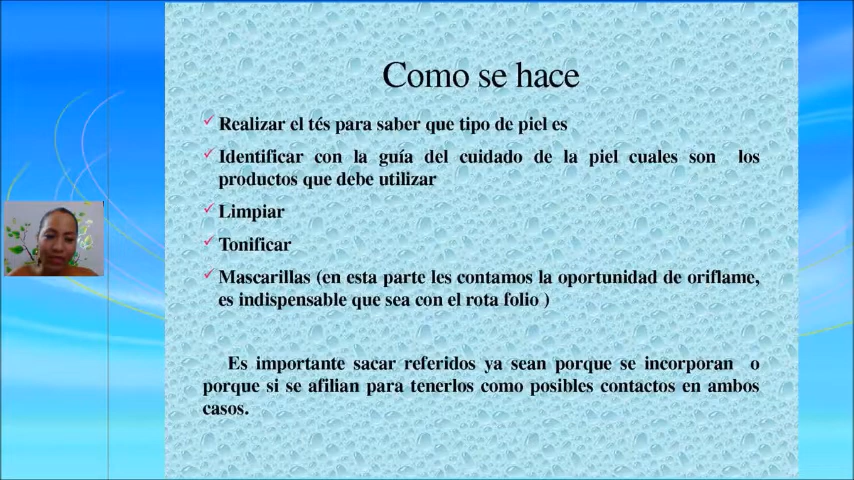 Como se hace
Realizar el tés para saber que tipo de piel es
Identificar con la guía del cuidado de la piel cuales son los
productos que debe utilizar
Limpiar
Tonificar
Mascarillas (en esta parte les contamos la oportunidad de oriflame,
es indispensable que sea con el rota folio )
Es importante sacar referidos ya sean porque se incorporan o
porque si se afilian para tenerlos como posibles contactos en ambos
casos.